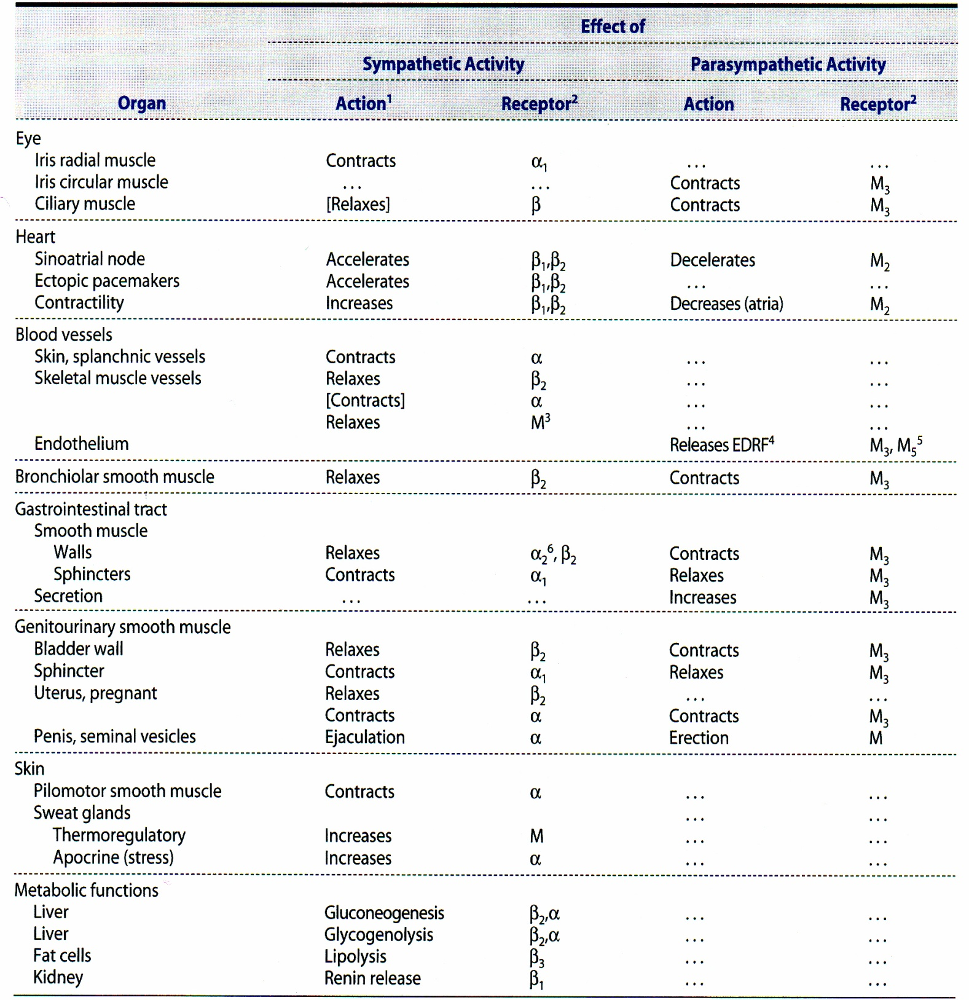 Effect of
Sympathetic Activity Parasympathetic Activity
Organ Action¹ Receptor² Action Receptor²
Eye
Iris radial muscle Contracts α₁ ... ...
Iris circular muscle ... ... Contracts M₃
Ciliary muscle [Relaxes] β Contracts M₃
Heart
Sinoatrial node Accelerates β₁,β₂ Decelerates M₂
Ectopic pacemakers Accelerates β₁,β₂ ... ...
Contractility Increases β₁,β₂ Decreases (atria) M₂
Blood vessels
Skin, splanchnic vessels Contracts α ... ...
Skeletal muscle vessels Relaxes β₂ ... ...
[Contracts] α ... ...
Relaxes M³ ... ...
Endothelium Releases EDRF⁴ M₃, M₅⁵
Bronchiolar smooth muscle Relaxes β₂ Contracts M₃
Gastrointestinal tract
Smooth muscle
Walls Relaxes α₂⁶, β₂ Contracts M₃
Sphincters Contracts α₁ Relaxes M₃
Secretion ... ... Increases M₃
Genitourinary smooth muscle
Bladder wall Relaxes β₂ Contracts M₃
Sphincter Contracts α₁ Relaxes M₃
Uterus, pregnant Relaxes β₂ ... ...
Contracts α Contracts M₃
Penis, seminal vesicles Ejaculation α Erection M
Skin
Pilomotor smooth muscle Contracts α ... ...
Sweat glands ... ...
Thermoregulatory Increases M ... ...
Apocrine (stress) Increases α ... ...
Metabolic functions
Liver Gluconeogenesis β₂,α ... ...
Liver Glycogenolysis β₂,α ... ...
Fat cells Lipolysis β₃ ... ...
Kidney Renin release β₁ ... ...